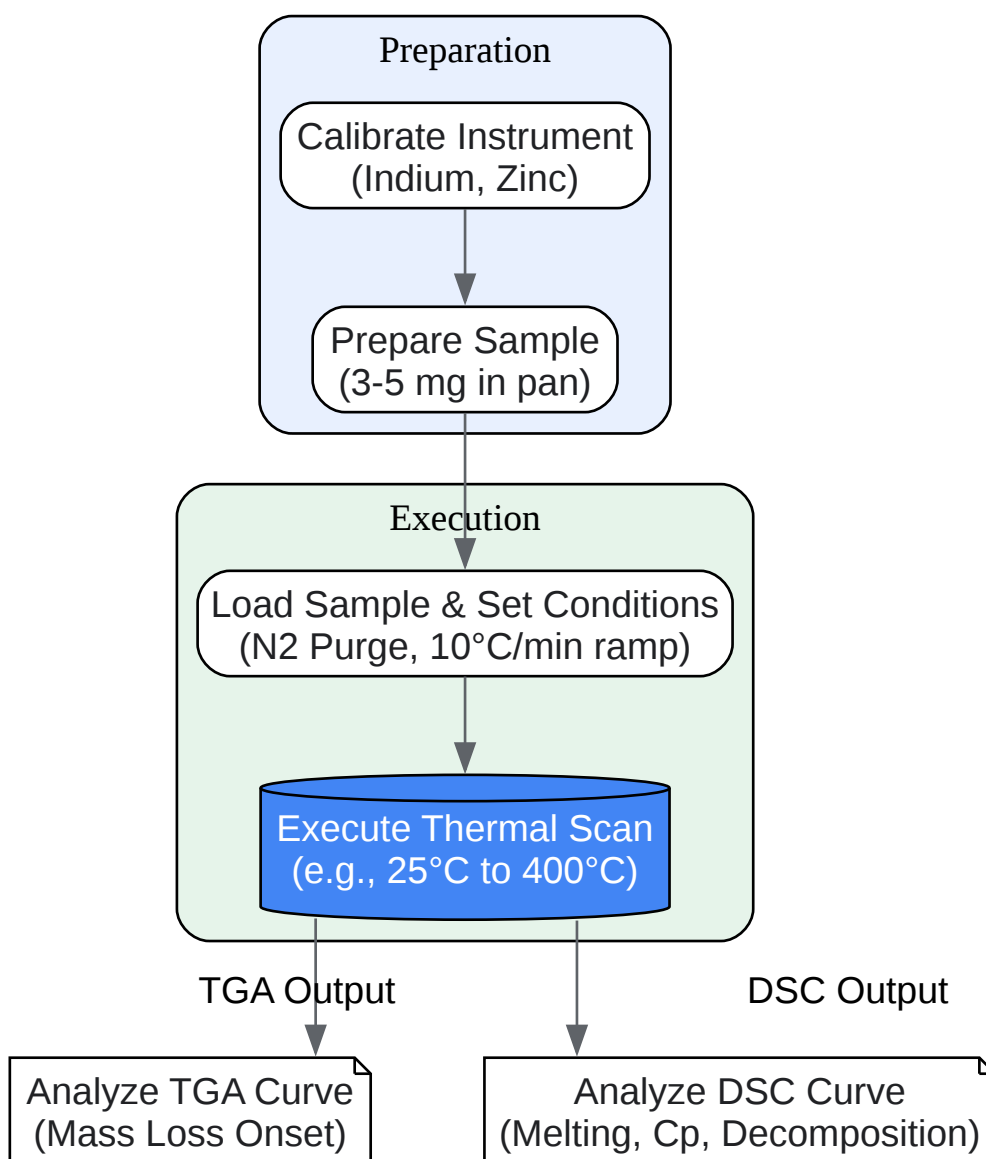 Preparation
Calibrate Instrument
(Indium, Zinc)
Prepare Sample
(3-5 mg in pan)
Execution
Load Sample & Set Conditions
(N2 Purge, 10°C/min ramp)
Execute Thermal Scan
(e.g., 25°C to 400°C)
TGA Output
DSC Output
Analyze TGA Curve
(Mass Loss Onset)
Analyze DSC Curve
(Melting, Cp, Decomposition)